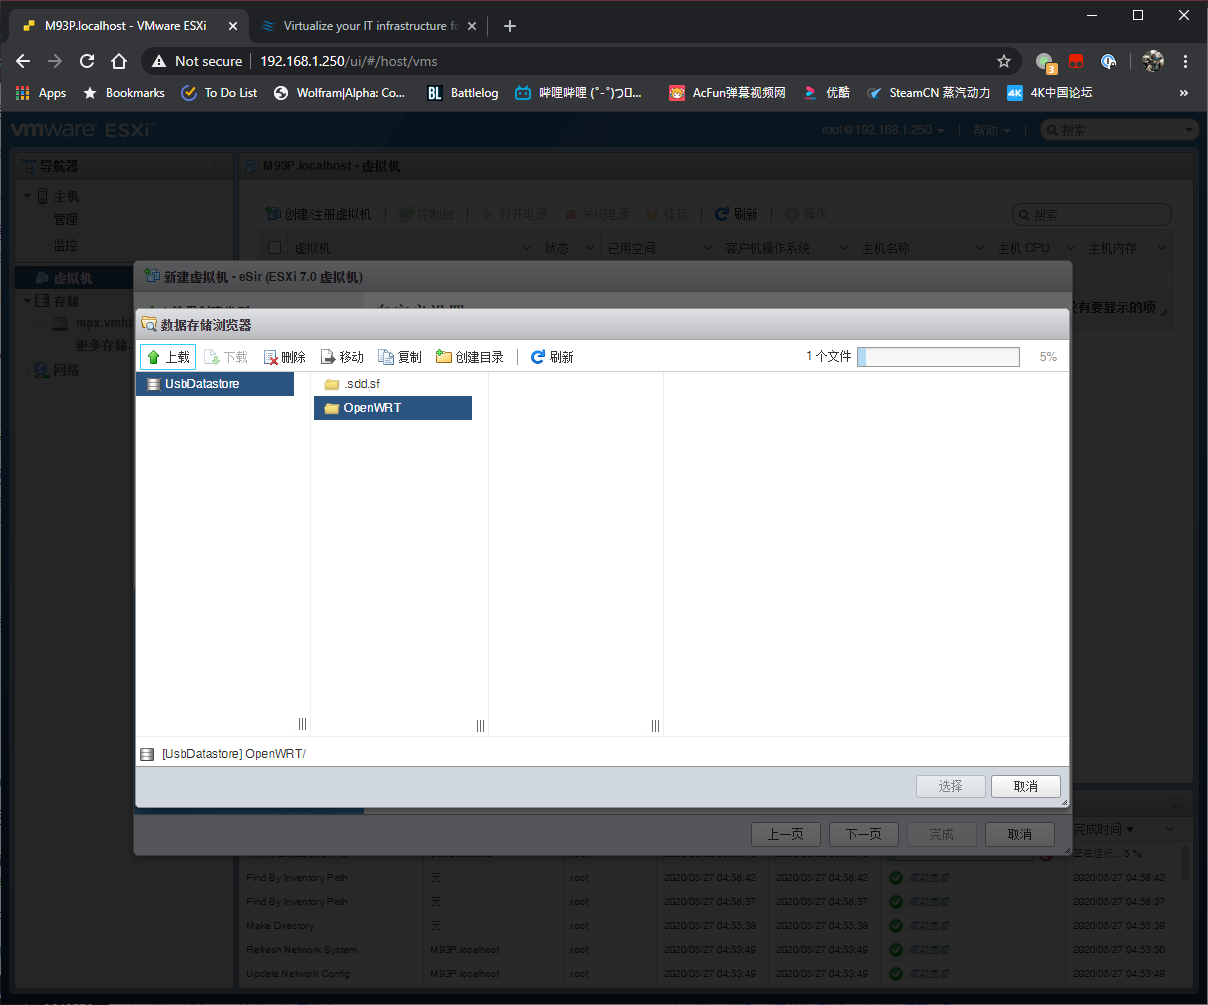 M93P.localhost - VMware ESXi
Virtualize your IT infrastructure fo
Not secure 192.168.1.250/ui/#/host/vms
3
Apps Bookmarks To Do List Wolfram|Alpha: Co... BL Battlelog 哔哩哔哩 (゜-゜)つロ... AcFun弹幕视频网 优酷 SteamCN 蒸汽动力 4K 4K中国论坛 »
vmware ESXi™ root@192.168.1.250 帮助 搜索
导航器 M93P.localhost - 虚拟机
主机
管理 创建/注册虚拟机 控制台 打开电源 关闭电源 挂起 刷新 操作 搜索
监控 虚拟机 状态 已用空间 客户机操作系统 主机名称 主机 CPU 主机内存
虚拟机 新建虚拟机 - eSir (ESXi 7.0 虚拟机)
存储 有要显示的项
mpx.vmhb
更多存储...
网络
数据存储浏览器
上载 下载 删除 移动 复制 创建目录 刷新 1 个文件 5%
UsbDatastore .sdd.sf
OpenWRT
[UsbDatastore] OpenWRT/
选择 取消
上一页 下一页 完成 取消
完成时间 ▼
正在运行... 5 %
Find By Inventory Path 无 root 2020/05/27 04:58:42 2020/05/27 04:58:42 成功完成 2020/05/27 04:58:42
Find By Inventory Path 无 root 2020/05/27 04:58:37 2020/05/27 04:58:37 成功完成 2020/05/27 04:58:37
Make Directory 无 root 2020/05/27 04:55:38 2020/05/27 04:55:38 成功完成 2020/05/27 04:55:39
Refresh Network System M93P.localhost root 2020/05/27 04:53:49 2020/05/27 04:53:49 成功完成 2020/05/27 04:53:50
Update Network Config M93P.localhost root 2020/05/27 04:53:49 2020/05/27 04:53:49 成功完成 2020/05/27 04:53:49